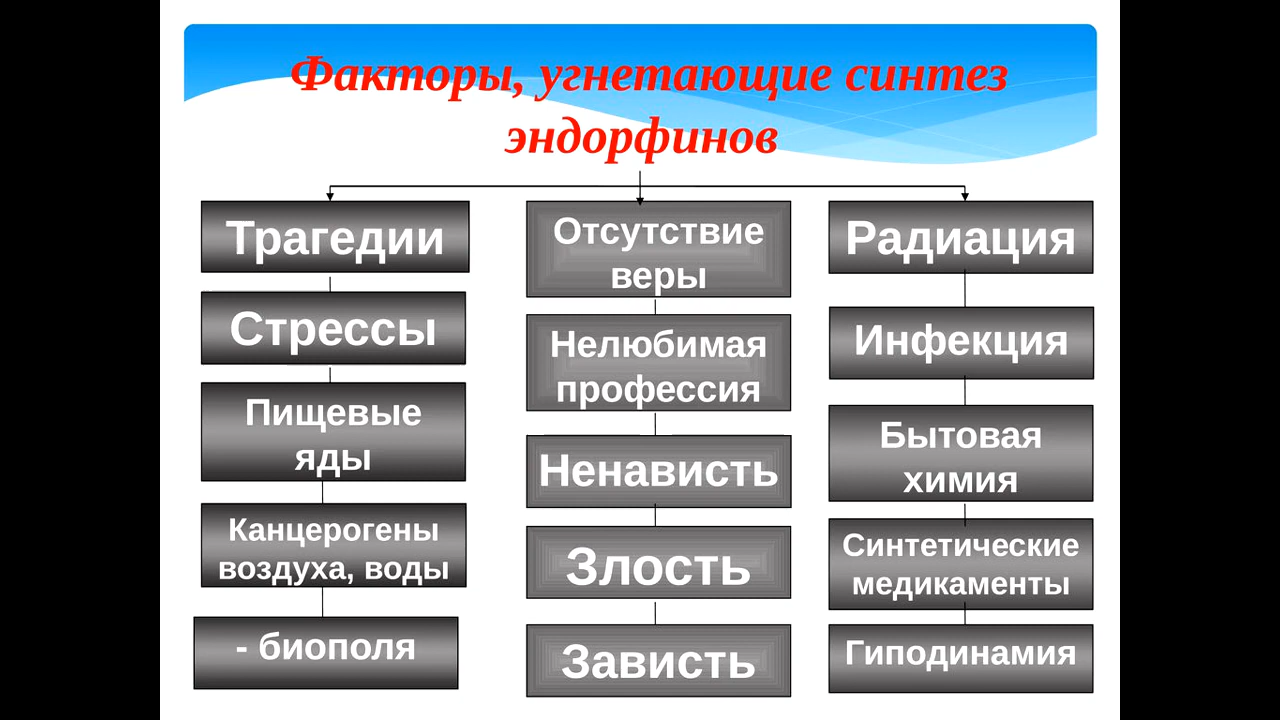 Факторы, угнетающие синтез
эндорфинов
Трагедии
Стрессы
Пищевые
яды
Канцерогены
воздуха, воды
- биополя
Отсутствие
веры
Нелюбимая
профессия
Ненависть
Злость
Зависть
Радиация
Инфекция
Бытовая
химия
Синтетические
медикаменты
Гиподинамия